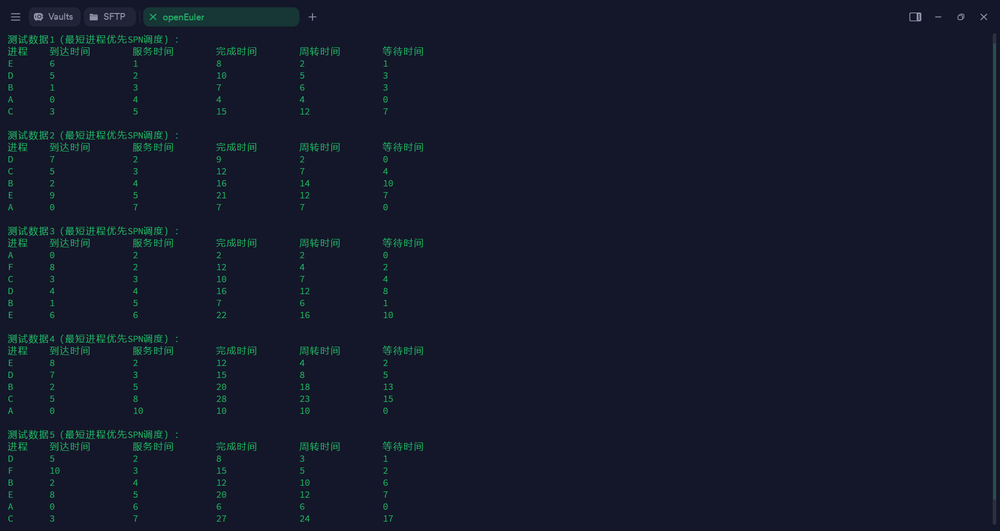 Vaults SFTP openEuler
测试数据1（最短进程优先SPN调度）:
进程 到达时间 服务时间 完成时间 周转时间 等待时间
E 6 1 8 2 1
D 5 2 10 5 3
B 1 3 7 6 3
A 0 4 4 4 0
C 3 5 15 12 7
测试数据2（最短进程优先SPN调度）:
进程 到达时间 服务时间 完成时间 周转时间 等待时间
D 7 2 9 2 0
C 5 3 12 7 4
B 2 4 16 14 10
E 9 5 21 12 7
A 0 7 7 7 0
测试数据3（最短进程优先SPN调度）:
进程 到达时间 服务时间 完成时间 周转时间 等待时间
A 0 2 2 2 0
F 8 2 12 4 2
C 3 3 10 7 4
D 4 4 16 12 8
B 1 5 7 6 1
E 6 6 22 16 10
测试数据4（最短进程优先SPN调度）:
进程 到达时间 服务时间 完成时间 周转时间 等待时间
E 8 2 12 4 2
D 7 3 15 8 5
B 2 5 20 18 13
C 5 8 28 23 15
A 0 10 10 10 0
测试数据5（最短进程优先SPN调度）:
进程 到达时间 服务时间 完成时间 周转时间 等待时间
D 5 2 8 3 1
F 10 3 15 5 2
B 2 4 12 10 6
E 8 5 20 12 7
A 0 6 6 6 0
C 3 7 27 24 17